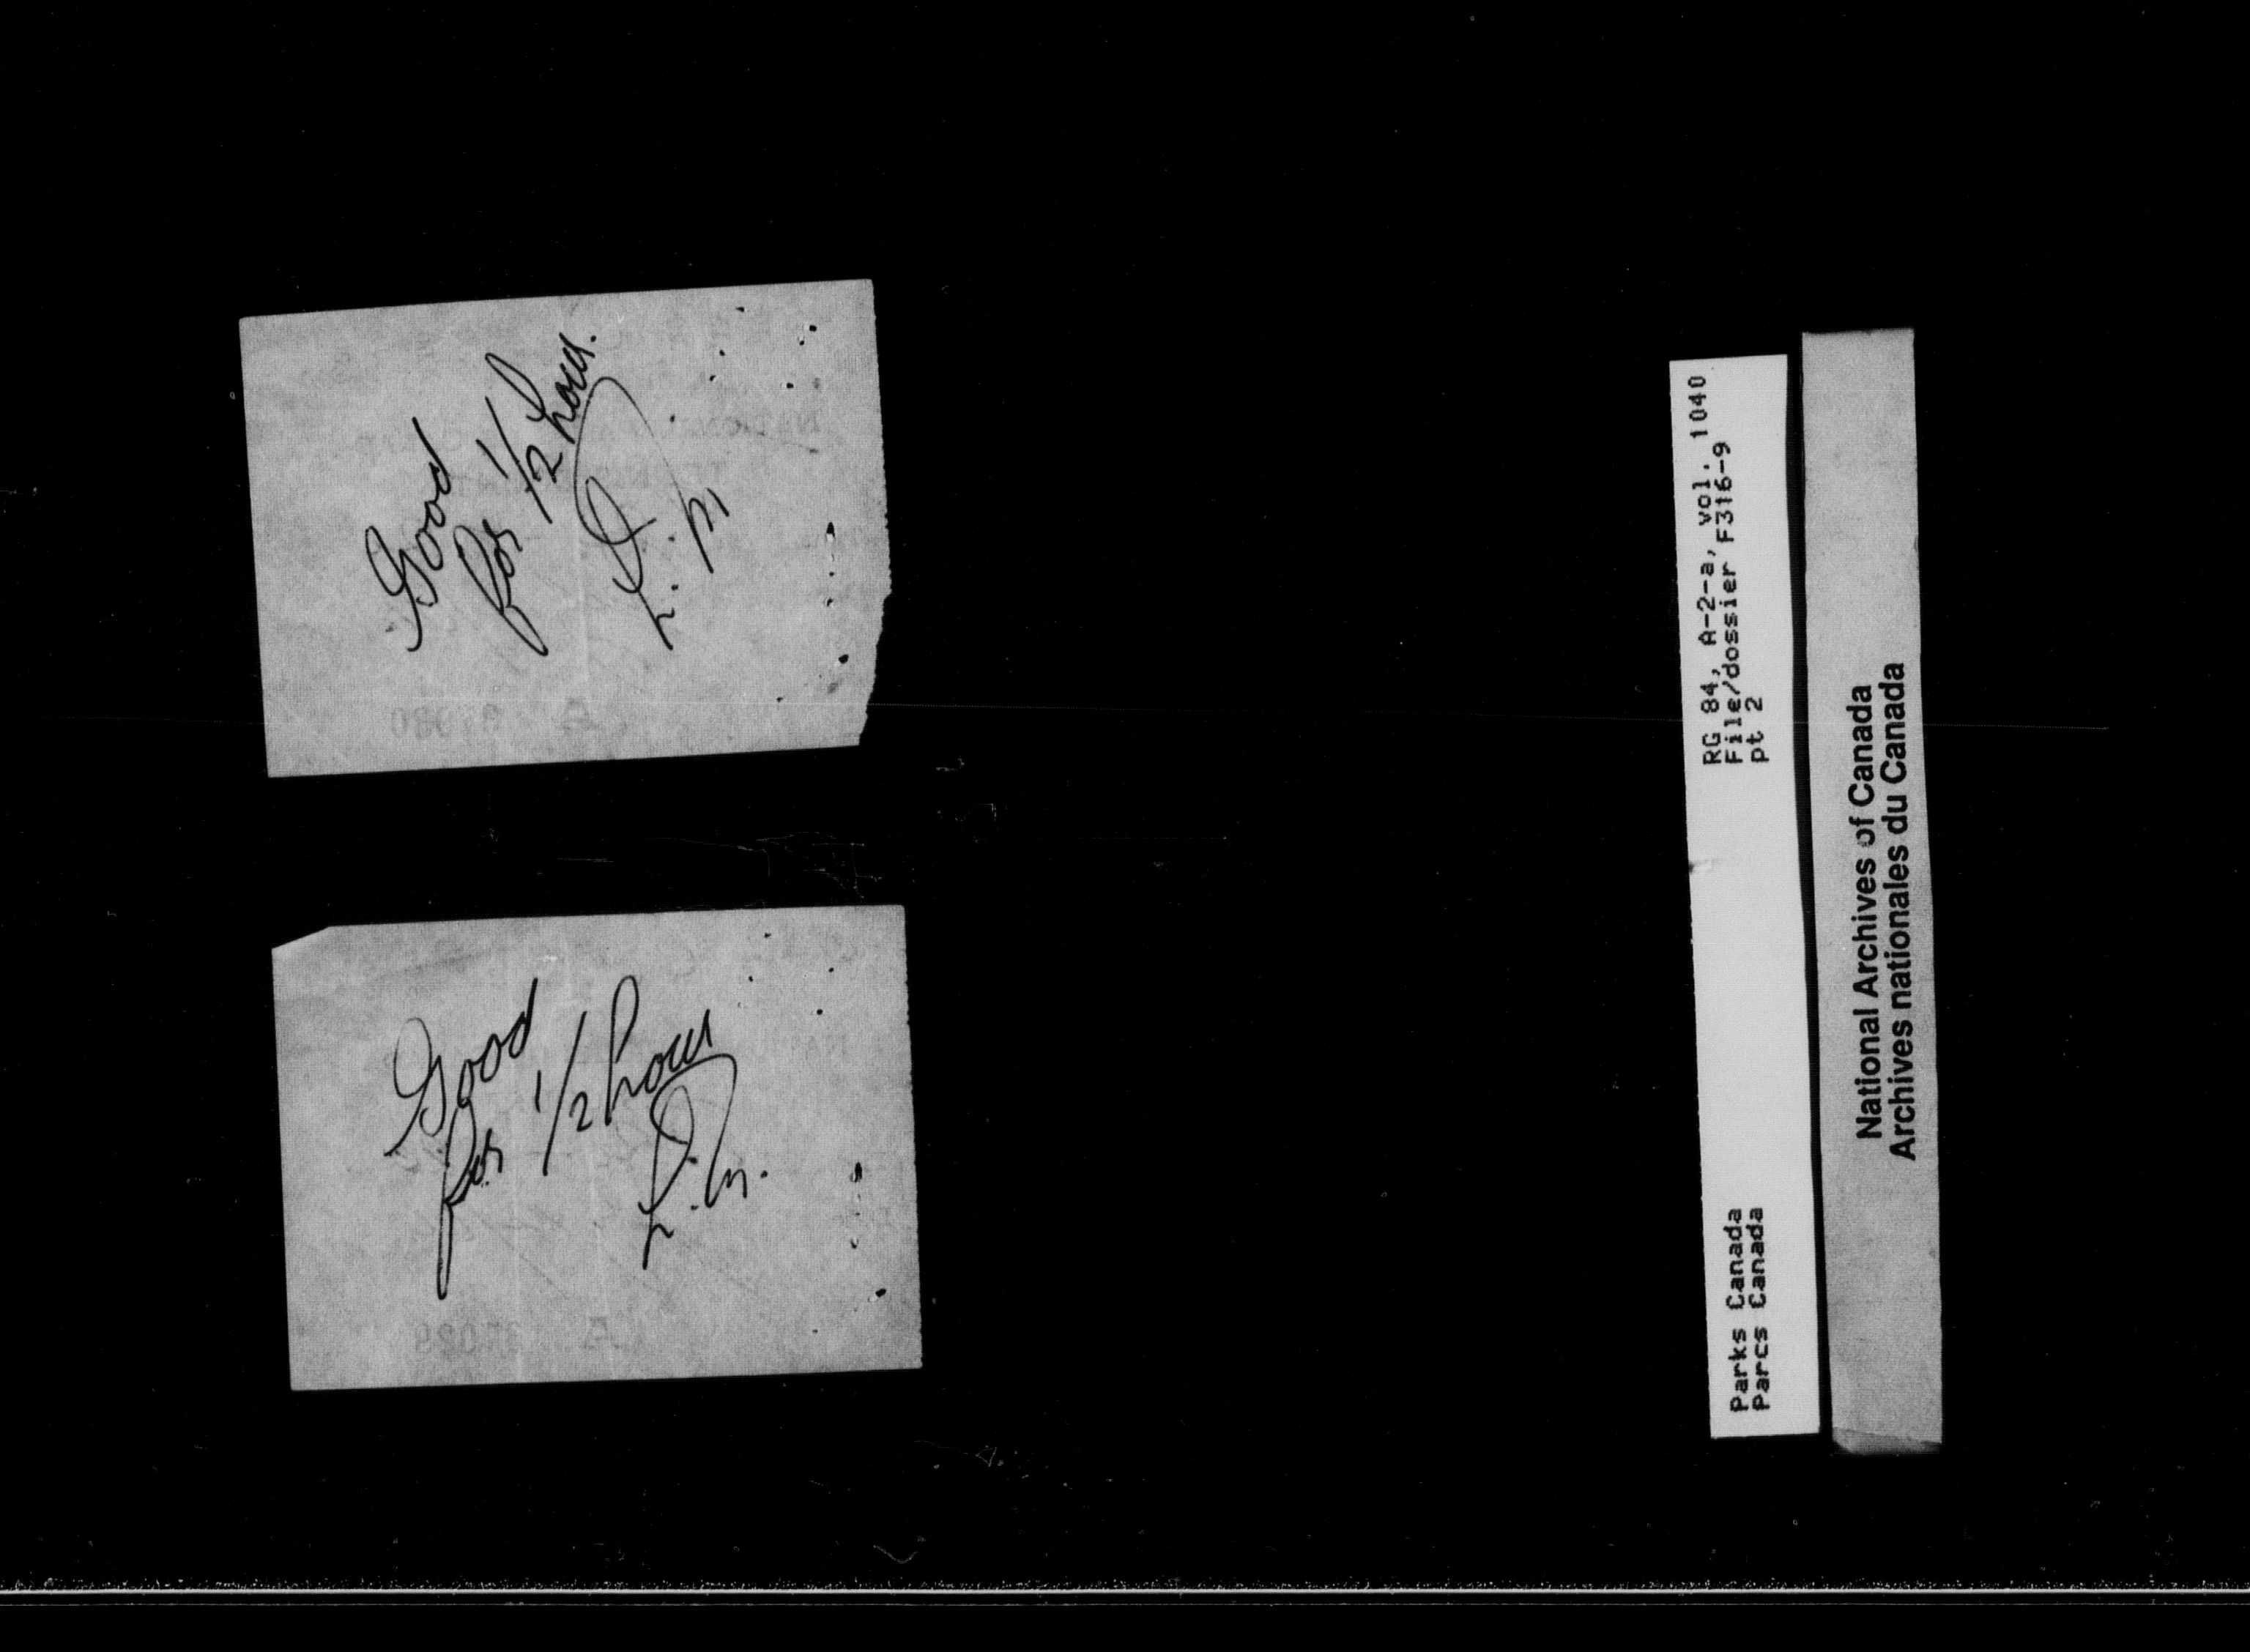 Good
for 1/2 hour.
L. D. M
Good
for 1/2 hour
L. D. M.
Parks Canada
Parcs Canada
RG 84, A-2-a, vol. 1040
File/dossier F316-9
pt 2
National Archives of Canada
Archives nationales du Canada